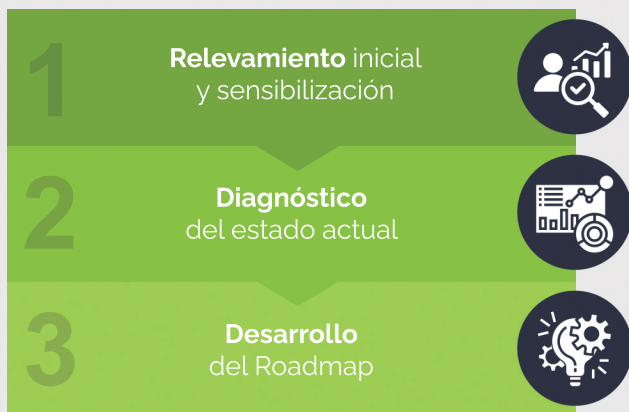 1
Relevamiento inicial
y sensibilización
2
Diagnóstico
del estado actual
3
Desarrollo
del Roadmap